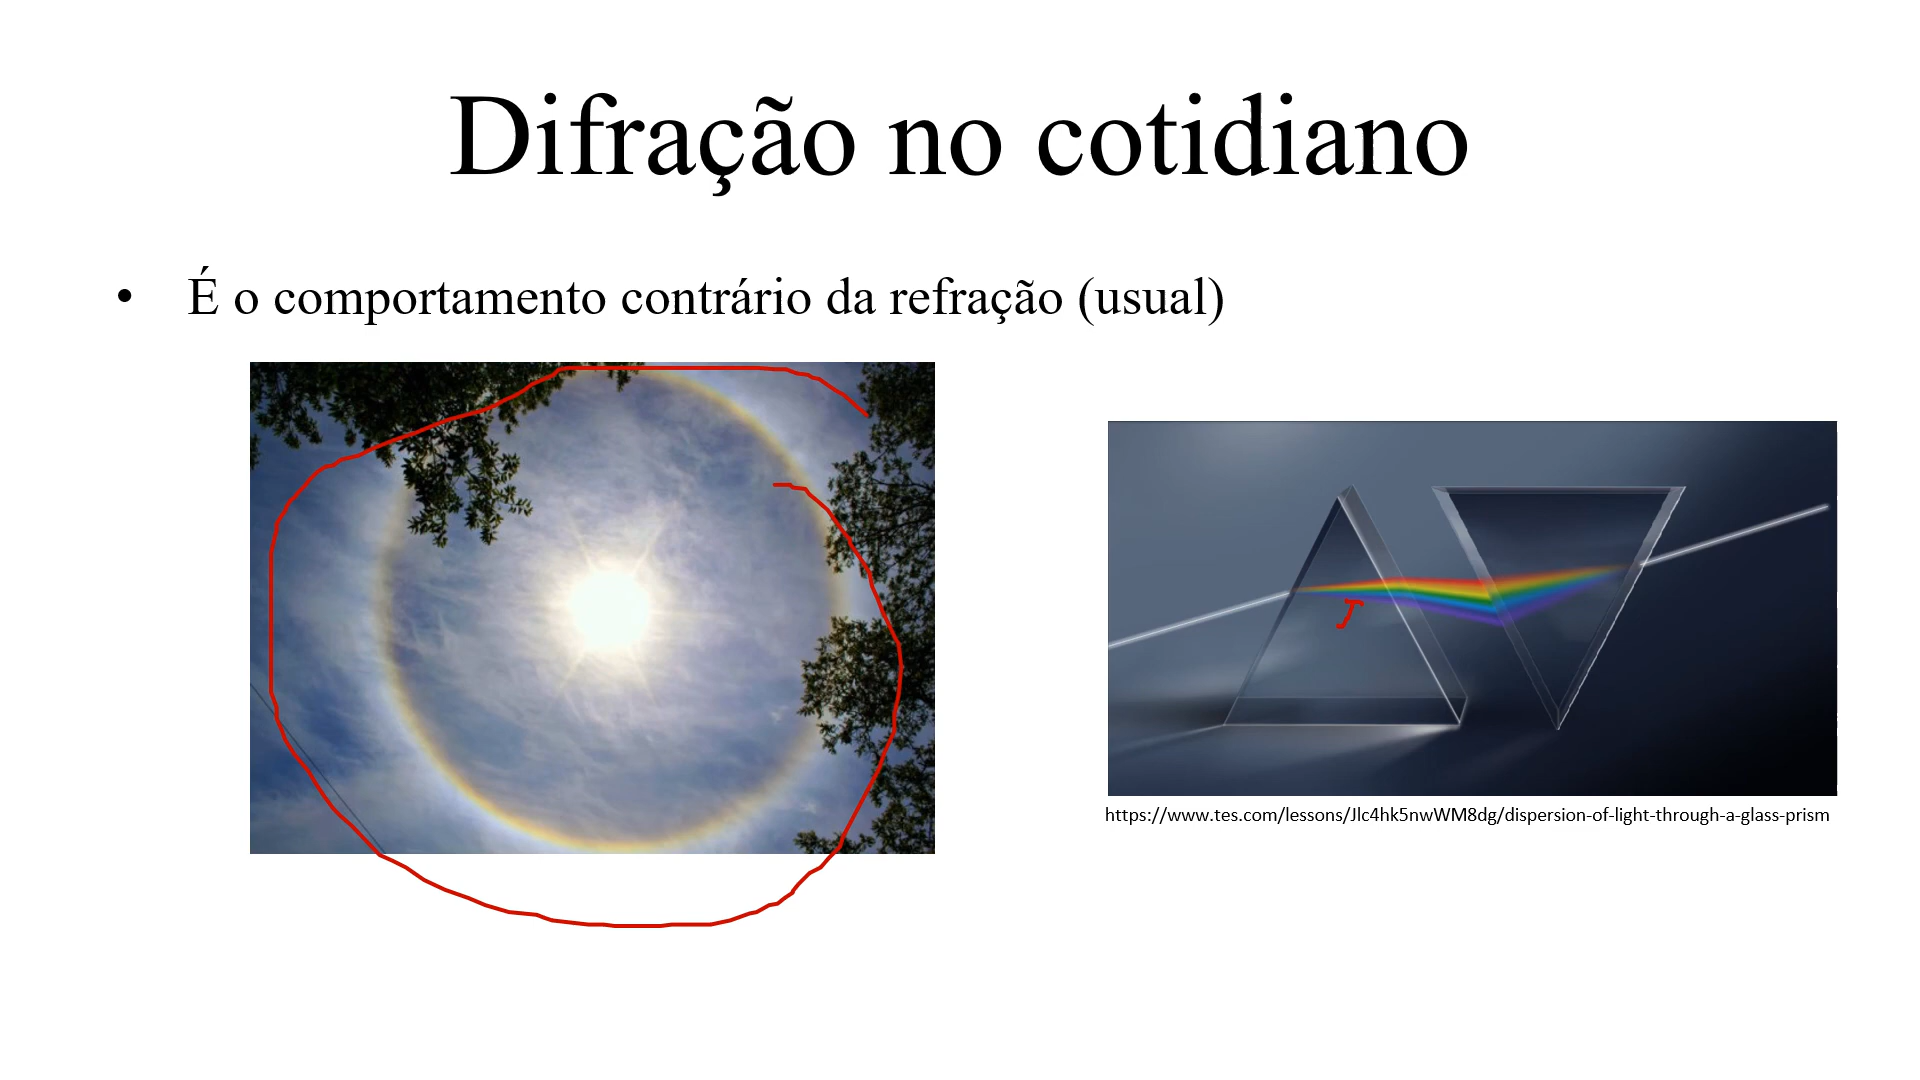 Difração no cotidiano
• É o comportamento contrário da refração (usual)
https://www.tes.com/lessons/Jlc4hk5nwWM8dg/dispersion-of-light-through-a-glass-prism